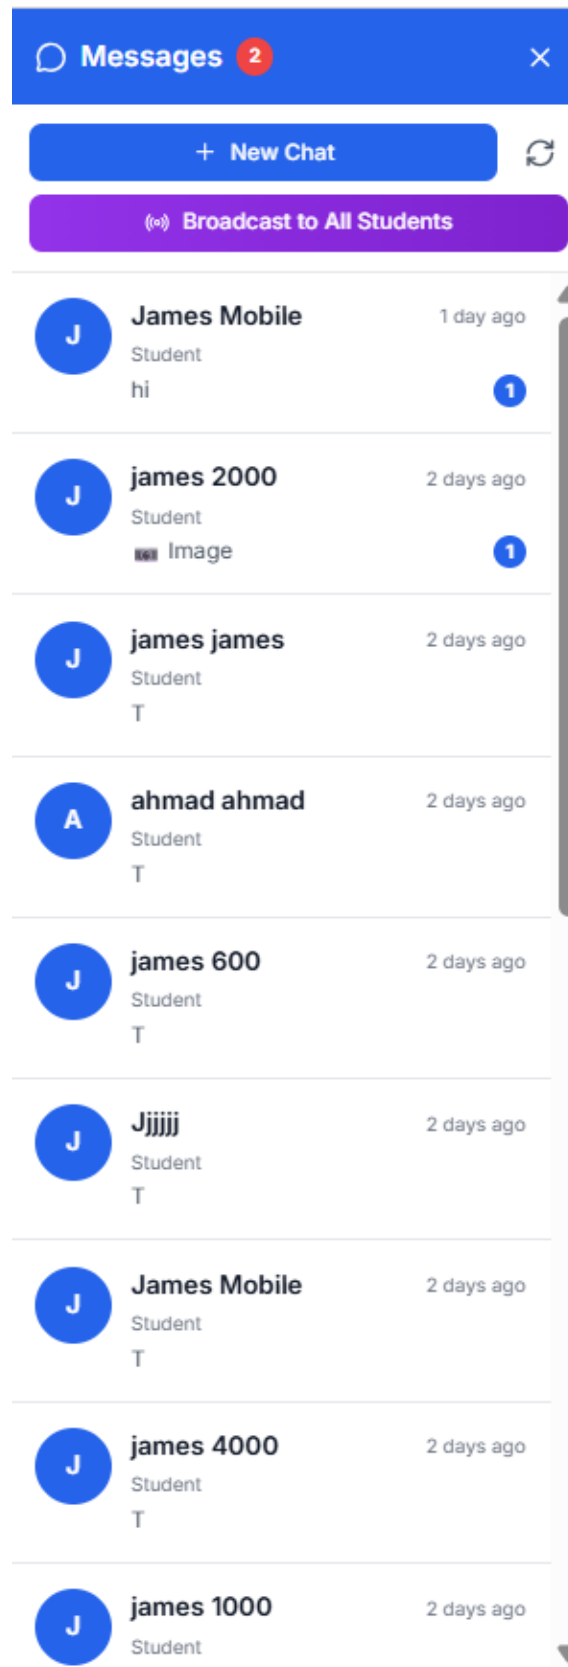 Messages 2
+ New Chat
Broadcast to All Students
J
James Mobile
1 day ago
Student
hi
1
J
james 2000
2 days ago
Student
📷 Image
1
J
james james
2 days ago
Student
T
A
ahmad ahmad
2 days ago
Student
T
J
james 600
2 days ago
Student
T
J
Jjjjjj
2 days ago
Student
T
J
James Mobile
2 days ago
Student
T
J
james 4000
2 days ago
Student
T
J
james 1000
2 days ago
Student